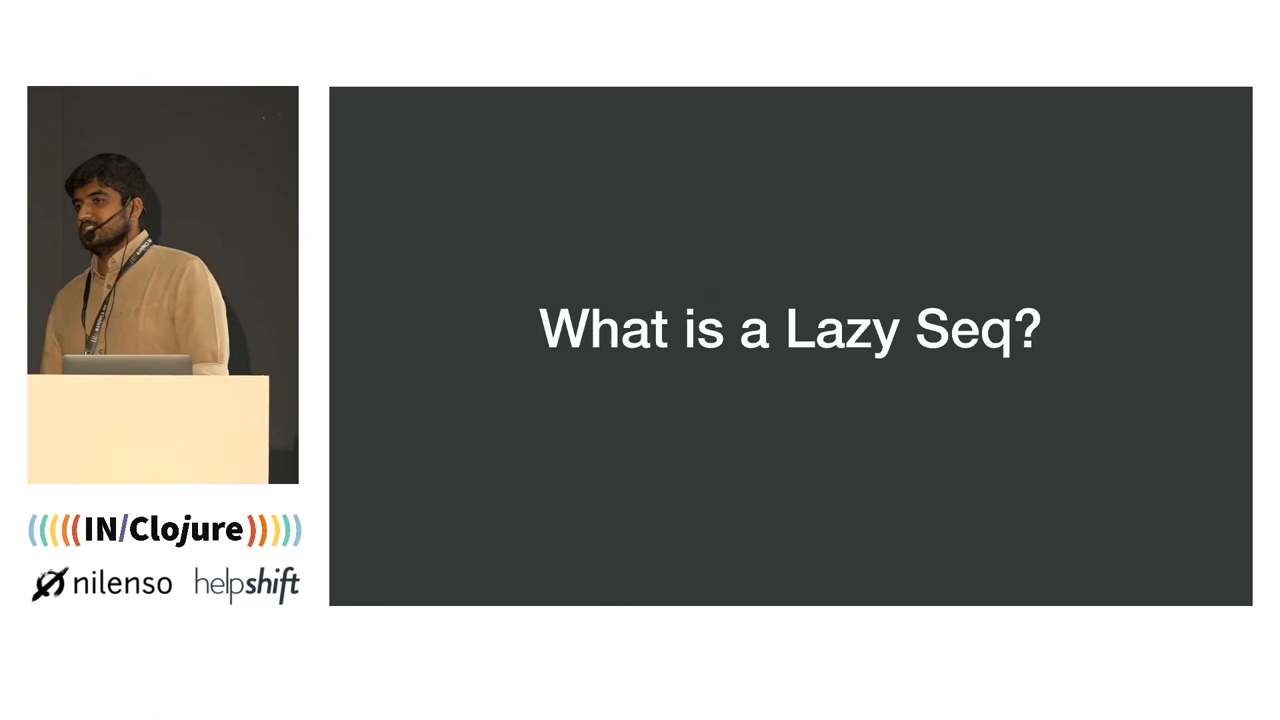 What is a Lazy Seq?
(((((IN/Clojure)))))
nilenso
helpshift